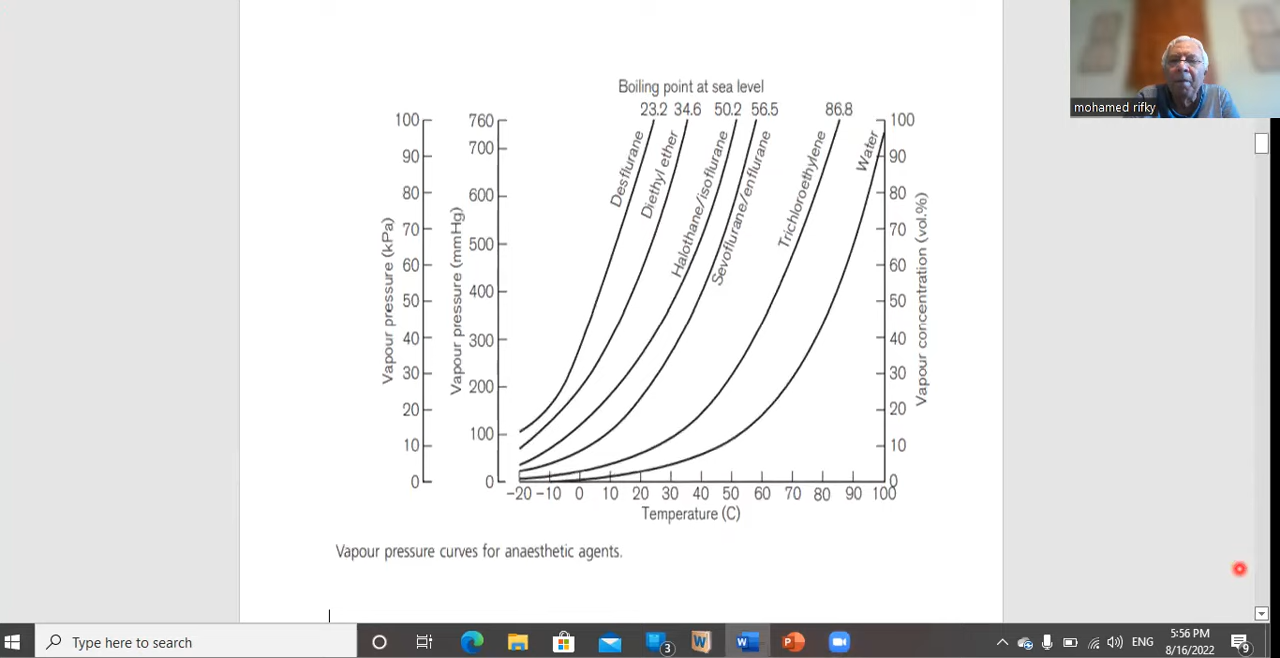 mohamed rifky
Boiling point at sea level
23.2 34.6 50.2 56.5 86.8
Desflurane
Diethyl ether
Halothane/isoflurane
Sevoflurane/enflurane
Trichloroethylene
Water
Vapour pressure (kPa)
100
90
80
70
60
50
40
30
20
10
0
Vapour pressure (mmHg)
760
700
600
500
400
300
200
100
0
100
90
80
70
60
50
40
30
20
10
0
Vapour concentration (vol.%)
−20 −10 0 10 20 30 40 50 60 70 80 90 100
Temperature (C)
Vapour pressure curves for anaesthetic agents.
Type here to search
3
W
W
P
ENG
5:56 PM
8/16/2022
9